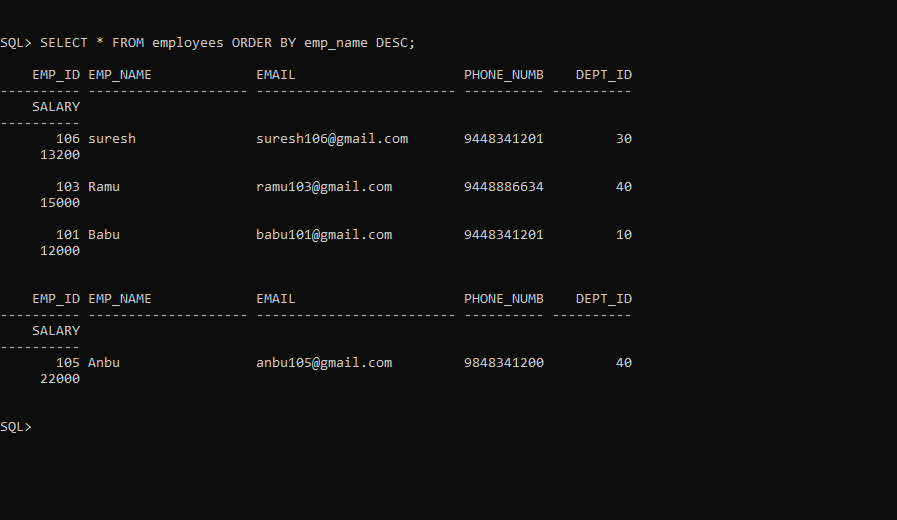 SQL> SELECT * FROM employees ORDER BY emp_name DESC;
    EMP_ID EMP_NAME             EMAIL                     PHONE_NUMB    DEPT_ID
---------- -------------------- ------------------------- ---------- ----------
    SALARY
----------
       106 suresh               suresh106@gmail.com       9448341201         30
     13200
       103 Ramu                 ramu103@gmail.com         9448886634         40
     15000
       101 Babu                 babu101@gmail.com         9448341201         10
     12000
    EMP_ID EMP_NAME             EMAIL                     PHONE_NUMB    DEPT_ID
---------- -------------------- ------------------------- ---------- ----------
    SALARY
----------
       105 Anbu                 anbu105@gmail.com         9848341200         40
     22000
SQL>